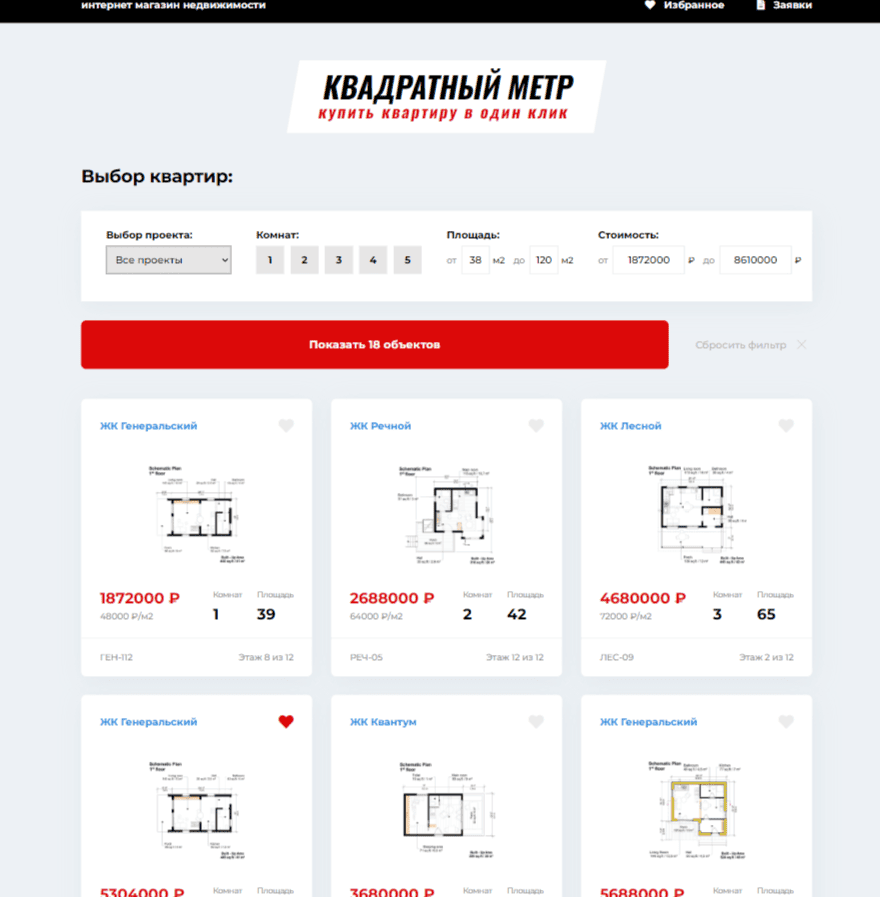 интернет магазин недвижимости
Избранное
Заявки
КВАДРАТНЫЙ МЕТР
купить квартиру в один клик
Выбор квартир:
Выбор проекта:
Комнат:
Площадь:
Стоимость:
Все проекты
1 2 3 4 5
от 38 м2 до 120 м2
от 1872000 ₽ до 8610000 ₽
Показать 18 объектов
Сбросить фильтр
ЖК Генеральский
Schematic Plan
1st floor
1872000 ₽
48000 ₽/м2
Комнат
1
Площадь
39
ГЕН-112
Этаж 8 из 12
ЖК Речной
Schematic Plan
1st floor
2688000 ₽
64000 ₽/м2
Комнат
2
Площадь
42
РЕЧ-05
Этаж 12 из 12
ЖК Лесной
Schematic Plan
1st floor
4680000 ₽
72000 ₽/м2
Комнат
3
Площадь
65
ЛЕС-09
Этаж 2 из 12
ЖК Генеральский
Schematic Plan
1st floor
5304000 ₽
Комнат
Площадь
ЖК Квантум
Schematic Plan
1st floor
3680000 ₽
Комнат
Площадь
ЖК Генеральский
Schematic Plan
1st floor
5688000 ₽
Комнат
Площадь